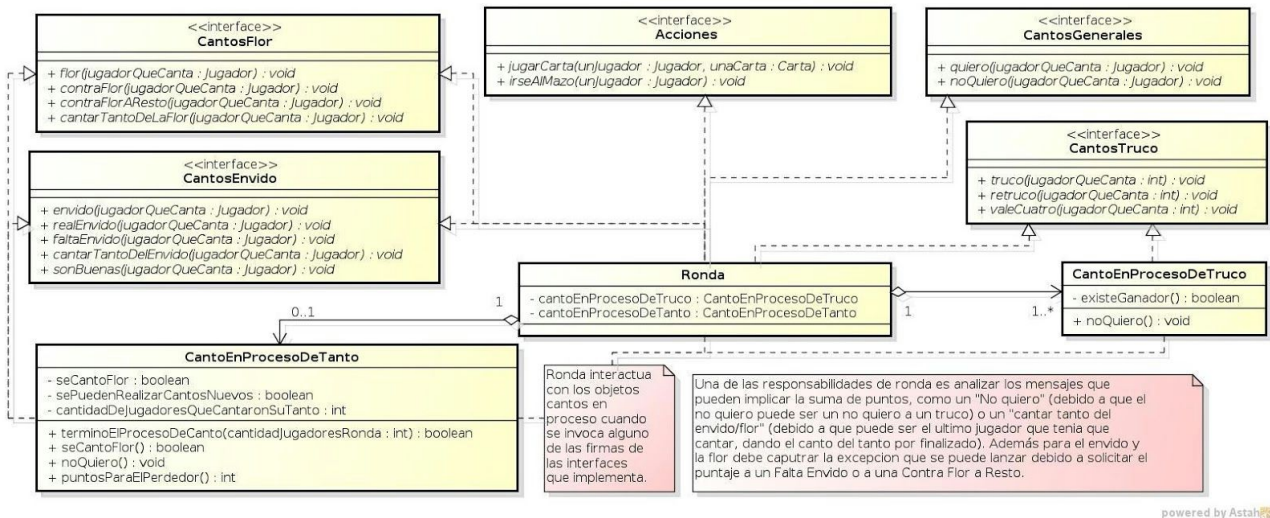 <<interface>>
CantosFlor
+ flor(jugadorQueCanta : Jugador) : void
+ contraFlor(jugadorQueCanta : Jugador) : void
+ contraFlorAResto(jugadorQueCanta : Jugador) : void
+ cantarTantoDeLaFlor(jugadorQueCanta : Jugador) : void
<<interface>>
Acciones
+ jugarCarta(unJugador : Jugador, unaCarta : Carta) : void
+ irseAlMazo(unJugador : Jugador) : void
<<interface>>
CantosGenerales
+ quiero(jugadorQueCanta : Jugador) : void
+ noQuiero(jugadorQueCanta : Jugador) : void
<<interface>>
CantosTruco
+ truco(jugadorQueCanta : int) : void
+ retruco(jugadorQueCanta : int) : void
+ valeCuatro(jugadorQueCanta : int) : void
<<interface>>
CantosEnvido
+ envido(jugadorQueCanta : Jugador) : void
+ realEnvido(jugadorQueCanta : Jugador) : void
+ faltaEnvido(jugadorQueCanta : Jugador) : void
+ cantarTantoDelEnvido(jugadorQueCanta : Jugador) : void
+ sonBuenas(jugadorQueCanta : Jugador) : void
Ronda
- cantoEnProcesoDeTruco : CantoEnProcesoDeTruco
- cantoEnProcesoDeTanto : CantoEnProcesoDeTanto
CantoEnProcesoDeTruco
- existeGanador() : boolean
+ noQuiero() : void
1
0..1
1
1..*
CantoEnProcesoDeTanto
- seCantoFlor : boolean
- sePuedenRealizarCantosNuevos : boolean
- cantidadDeJugadoresQueCantaronSuTanto : int
+ terminoElProcesoDeCanto(cantidadJugadoresRonda : int) : boolean
+ seCantoFlor() : boolean
+ noQuiero() : void
+ puntosParaElPerdedor() : int
Ronda interactua
con los objetos
cantos en
proceso cuando
se invoca alguno
de las firmas de
las interfaces
que implementa.
Una de las responsabilidades de ronda es analizar los mensajes que
pueden implicar la suma de puntos, como un "No quiero" (debido a que el
no quiero puede ser un no quiero a un truco) o un "cantar tanto del
envido/flor" (debido a que puede ser el ultimo jugador que tenia que
cantar, dando el canto del tanto por finalizado). Además para el envido y
la flor debe caputrar la excepcion que se puede lanzar debido a solicitar el
puntaje a un Falta Envido o a una Contra Flor a Resto.
powered by Astah